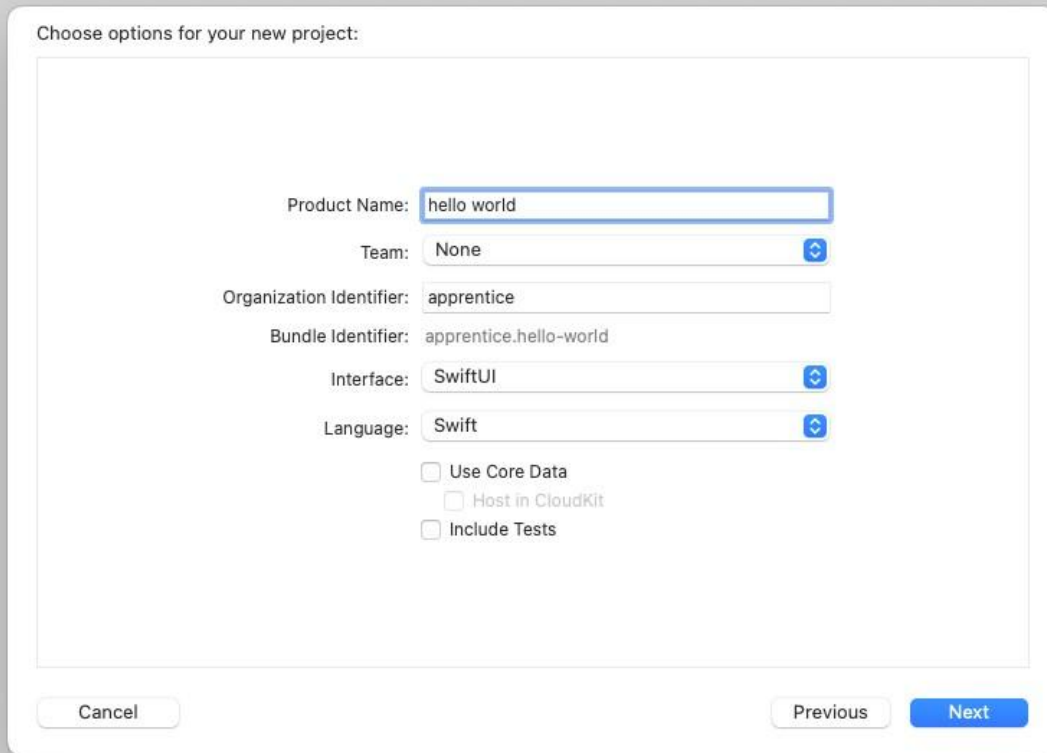 Choose options for your new project:
Product Name: hello world
Team: None
Organization Identifier: apprentice
Bundle Identifier: apprentice.hello-world
Interface: SwiftUI
Language: Swift
Use Core Data
Host in CloudKit
Include Tests
Cancel Previous Next